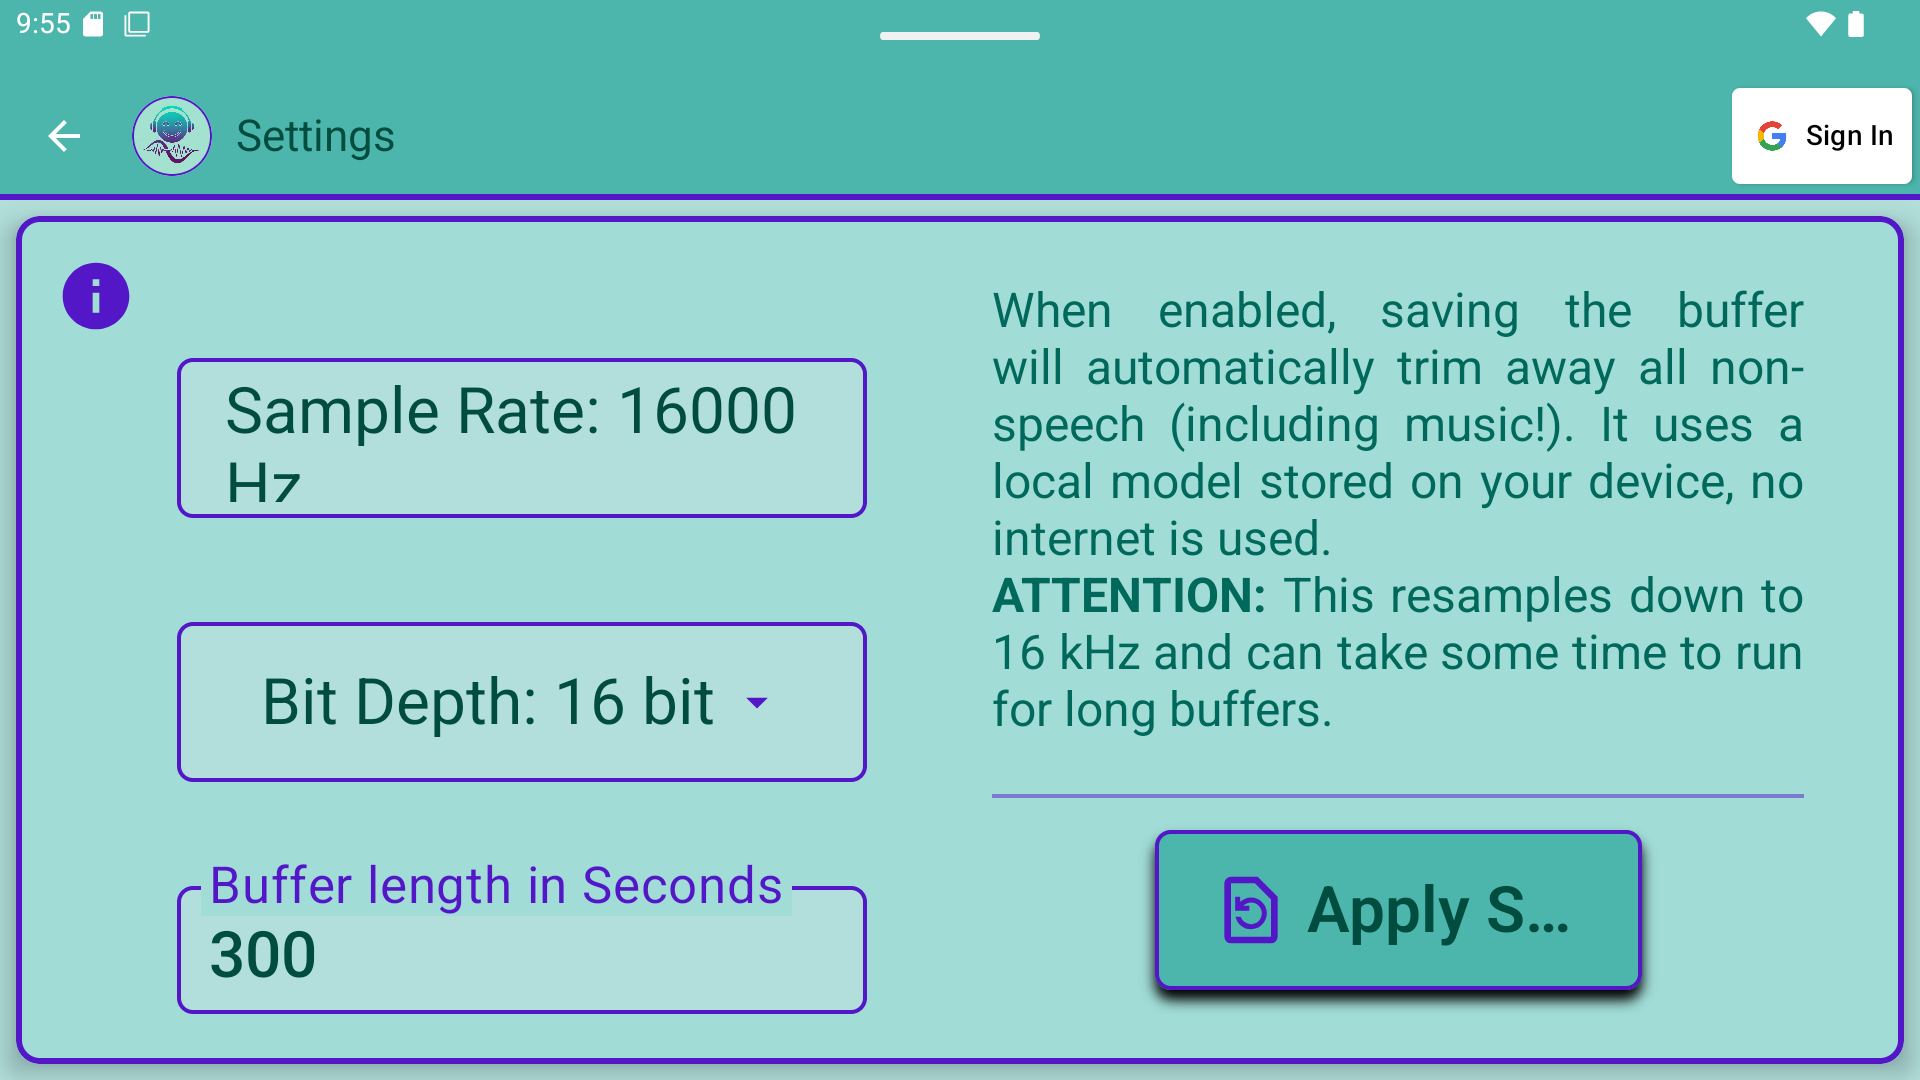 9:55
Settings
Sign In
Sample Rate: 16000
Hz
Bit Depth: 16 bit
Buffer length in Seconds
300
When enabled, saving the buffer
will automatically trim away all non-
speech (including music!). It uses a
local model stored on your device, no
internet is used.
ATTENTION: This resamples down to
16 kHz and can take some time to run
for long buffers.
Apply S...